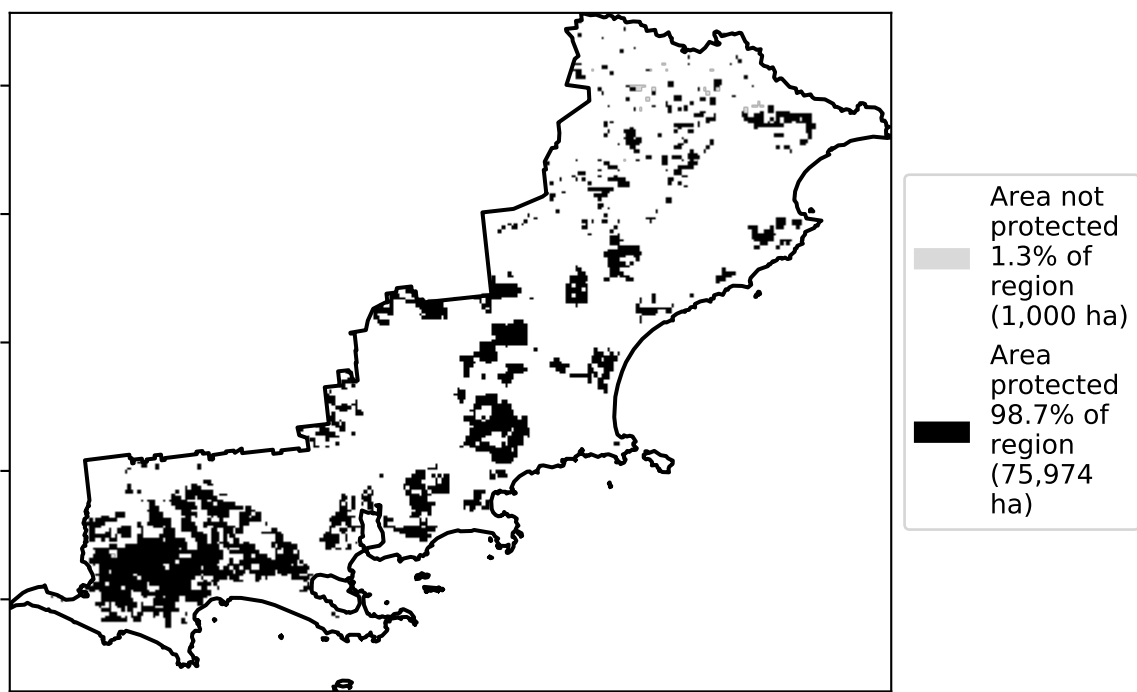 Area not
protected
1.3% of
region
(1,000 ha)
Area
protected
98.7% of
region
(75,974
ha)